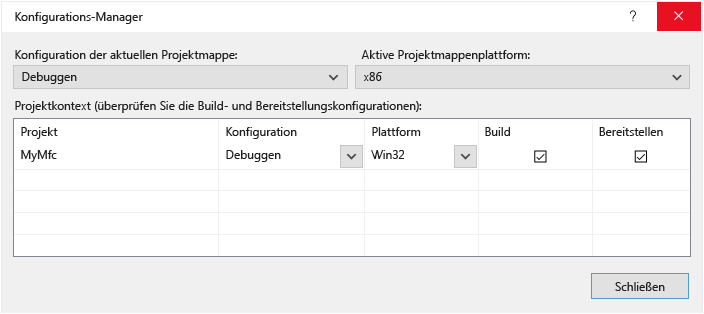 Konfigurations-Manager ?
Konfiguration der aktuellen Projektmappe: Aktive Projektmappenplattform:
Debuggen x86
Projektkontext (überprüfen Sie die Build- und Bereitstellungskonfigurationen):
Projekt Konfiguration Plattform Build Bereitstellen
MyMfc Debuggen Win32
Schließen